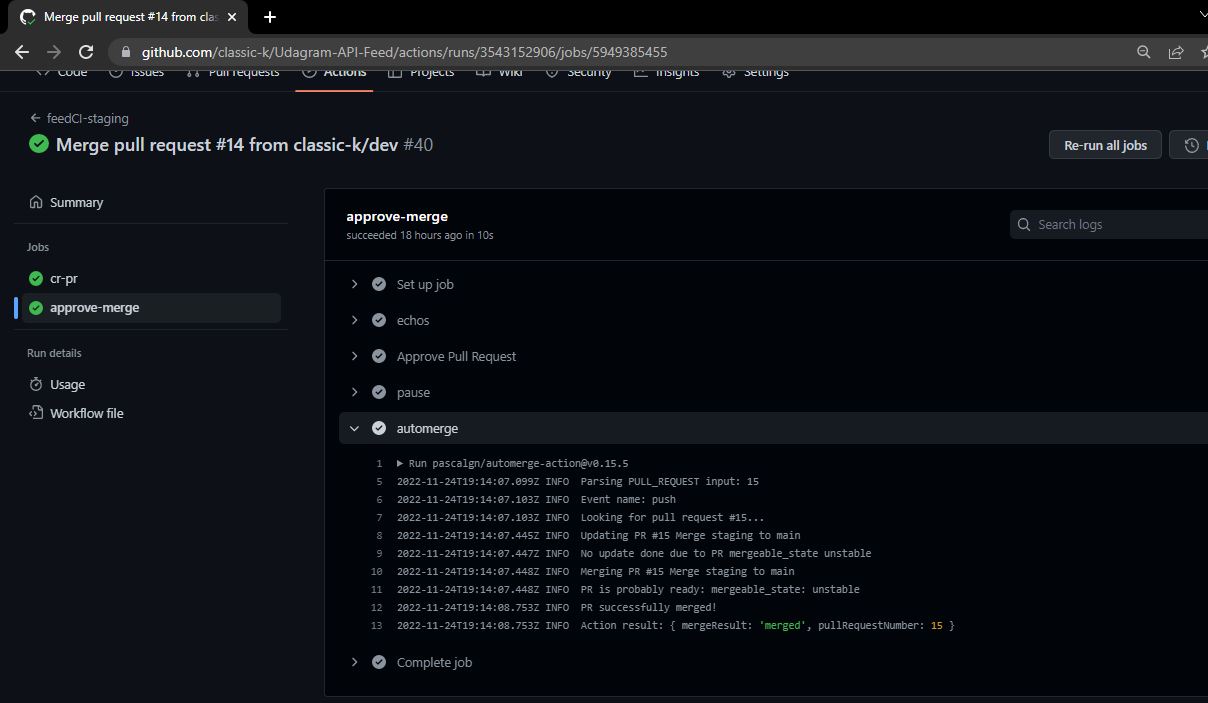 Merge pull request #14 from clas
github.com/classic-k/Udagram-API-Feed/actions/runs/3543152906/jobs/5949385455
Code Issues Pull requests Actions Projects Wiki Security Insights Settings
feedCI-staging
Merge pull request #14 from classic-k/dev #40
Re-run all jobs
Summary
Jobs
cr-pr
approve-merge
Run details
Usage
Workflow file
approve-merge
succeeded 18 hours ago in 10s
Search logs
Set up job
echos
Approve Pull Request
pause
automerge
1 ▶ Run pascalgn/automerge-action@v0.15.5
5 2022-11-24T19:14:07.099Z INFO Parsing PULL_REQUEST input: 15
6 2022-11-24T19:14:07.103Z INFO Event name: push
7 2022-11-24T19:14:07.103Z INFO Looking for pull request #15...
8 2022-11-24T19:14:07.445Z INFO Updating PR #15 Merge staging to main
9 2022-11-24T19:14:07.447Z INFO No update done due to PR mergeable_state unstable
10 2022-11-24T19:14:07.448Z INFO Merging PR #15 Merge staging to main
11 2022-11-24T19:14:07.448Z INFO PR is probably ready: mergeable_state: unstable
12 2022-11-24T19:14:08.753Z INFO PR successfully merged!
13 2022-11-24T19:14:08.753Z INFO Action result: { mergeResult: 'merged', pullRequestNumber: 15 }
Complete job